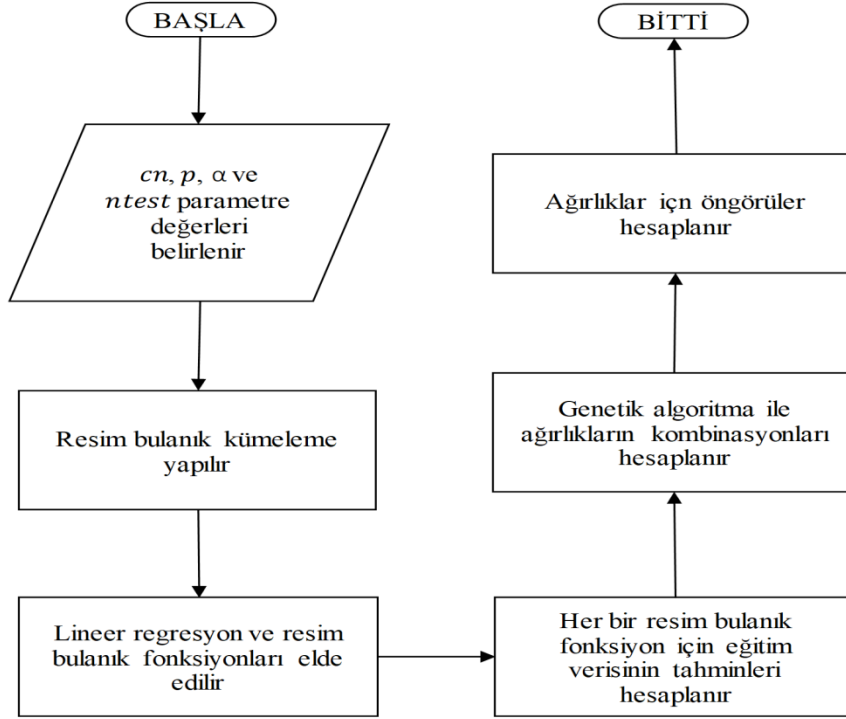 BAŞLA
cn, p, α ve
ntest parametre
değerleri
belirlenir
Resim bulanık kümeleme
yapılır
Lineer regresyon ve resim
bulanık fonksiyonları elde
edilir
Her bir resim bulanık
fonksiyon için eğitim
verisinin tahminleri
hesaplanır
Genetik algoritma ile
ağırlıkların kombinasyonları
hesaplanır
Ağırlıklar içn öngörüler
hesaplanır
BİTTİ